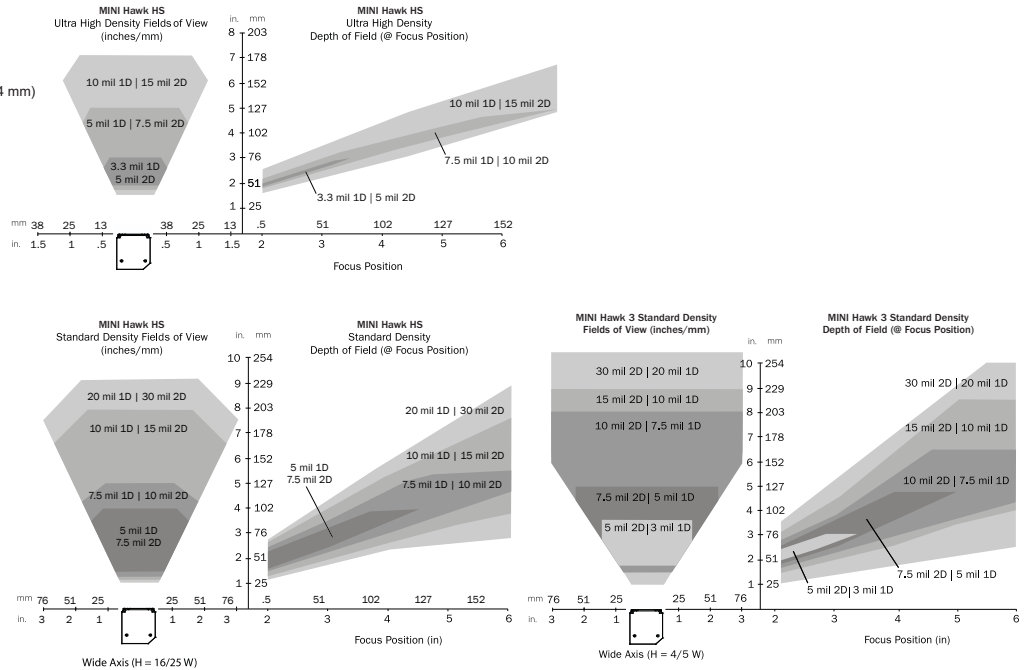 MINI Hawk HS
Ultra High Density Fields of View
(inches/mm)
4 mm)
10 mil 1D | 15 mil 2D
5 mil 1D | 7.5 mil 2D
3.3 mil 1D
5 mil 2D
mm 38 25 13 38 25 13
in. 1.5 1 .5 .5 1 1.5
in. mm
8 203
7 178
6 152
5 127
4 102
3 76
2 51
1 25
MINI Hawk HS
Ultra High Density
Depth of Field (@ Focus Position)
10 mil 1D | 15 mil 2D
7.5 mil 1D | 10 mil 2D
3.3 mil 1D | 5 mil 2D
.5 51 102 127 152
2 3 4 5 6
Focus Position
MINI Hawk HS
Standard Density Fields of View
(inches/mm)
20 mil 1D | 30 mil 2D
10 mil 1D | 15 mil 2D
7.5 mil 1D | 10 mil 2D
5 mil 1D
7.5 mil 2D
mm 76 51 25 25 51 76
in. 3 2 1 1 2 3
Wide Axis (H = 16/25 W)
in. mm
10 254
9 229
8 203
7 178
6 152
5 127
4 102
3 76
2 51
1 25
MINI Hawk HS
Standard Density
Depth of Field (@ Focus Position)
20 mil 1D | 30 mil 2D
10 mil 1D | 15 mil 2D
5 mil 1D
7.5 mil 2D
7.5 mil 1D | 10 mil 2D
.5 51 102 127 152
2 3 4 5 6
Focus Position (in)
MINI Hawk 3 Standard Density
Fields of View (inches/mm)
30 mil 2D | 20 mil 1D
15 mil 2D | 10 mil 1D
10 mil 2D | 7.5 mil 1D
7.5 mil 2D | 5 mil 1D
5 mil 2D | 3 mil 1D
mm 76 51 25 25 51 76
in. 3 2 1 1 2 3
Wide Axis (H = 4/5 W)
in. mm
10 254
9 229
8 203
7 178
6 152
5 127
4 102
3 76
2 51
1 25
MINI Hawk 3 Standard Density
Depth of Field (@ Focus Position)
30 mil 2D | 20 mil 1D
15 mil 2D | 10 mil 1D
10 mil 2D | 7.5 mil 1D
7.5 mil 2D | 5 mil 1D
5 mil 2D | 3 mil 1D
2 3 4 5 6
Focus Position (in)